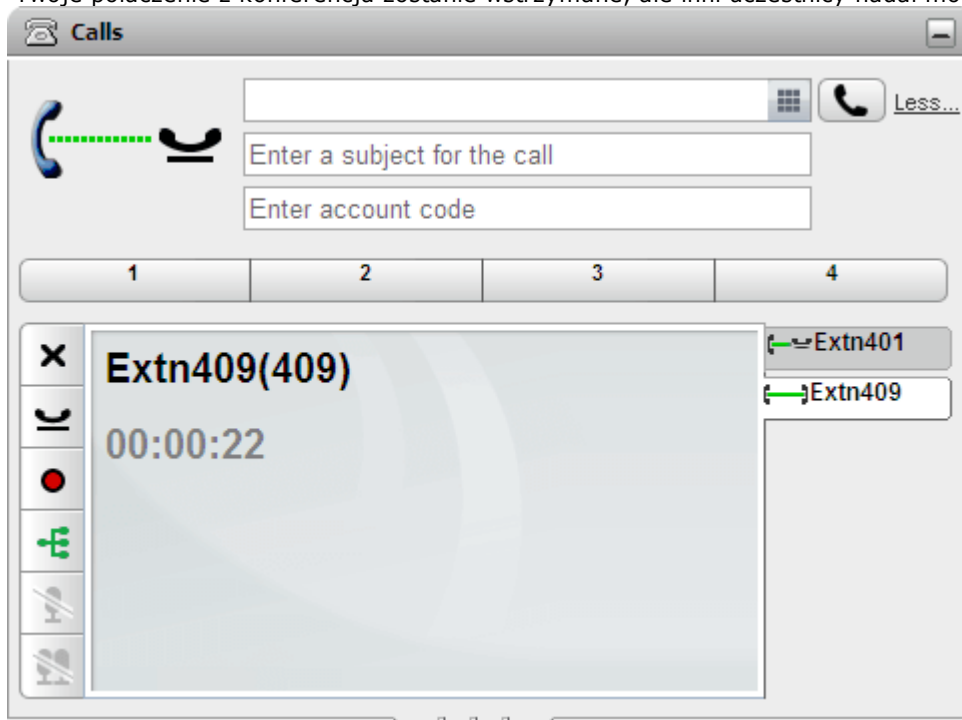 Calls
Less...
Enter a subject for the call
Enter account code
1 2 3 4
Extn409(409)
00:00:22
Extn401
Extn409